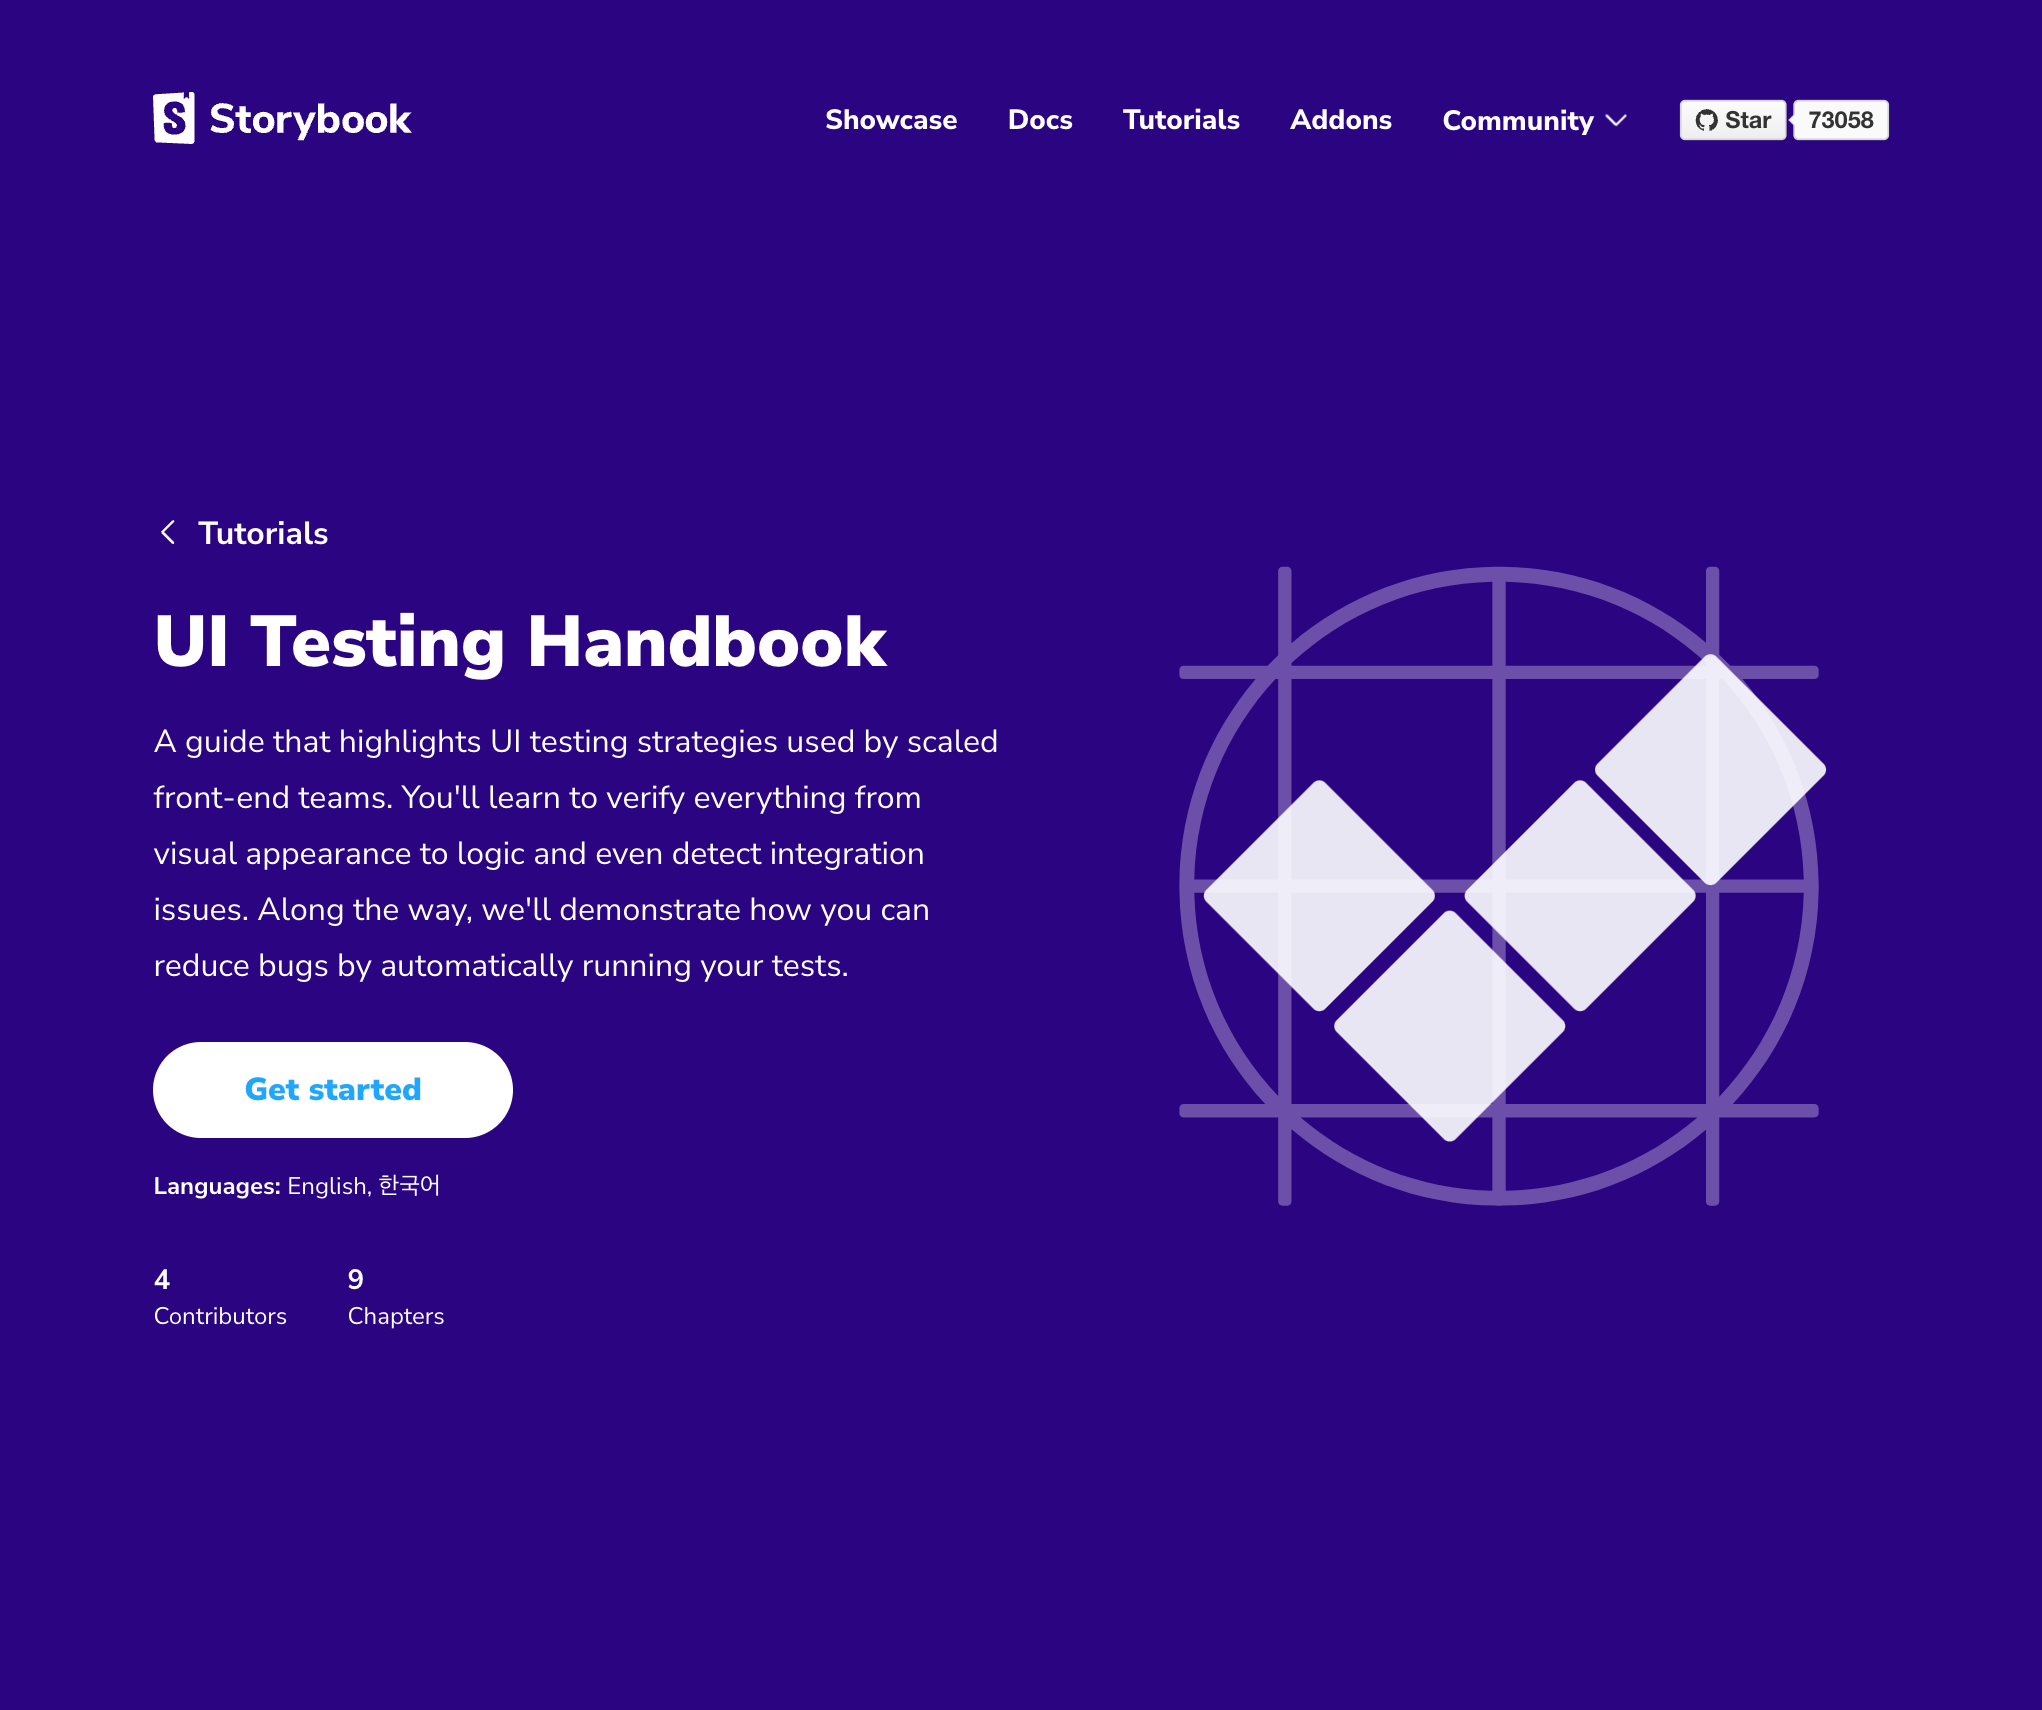 Storybook
Showcase Docs Tutorials Addons Community Star 73058
Tutorials
UI Testing Handbook
A guide that highlights UI testing strategies used by scaled
front-end teams. You'll learn to verify everything from
visual appearance to logic and even detect integration
issues. Along the way, we'll demonstrate how you can
reduce bugs by automatically running your tests.
Get started
Languages: English, 한국어
4 9
Contributors Chapters